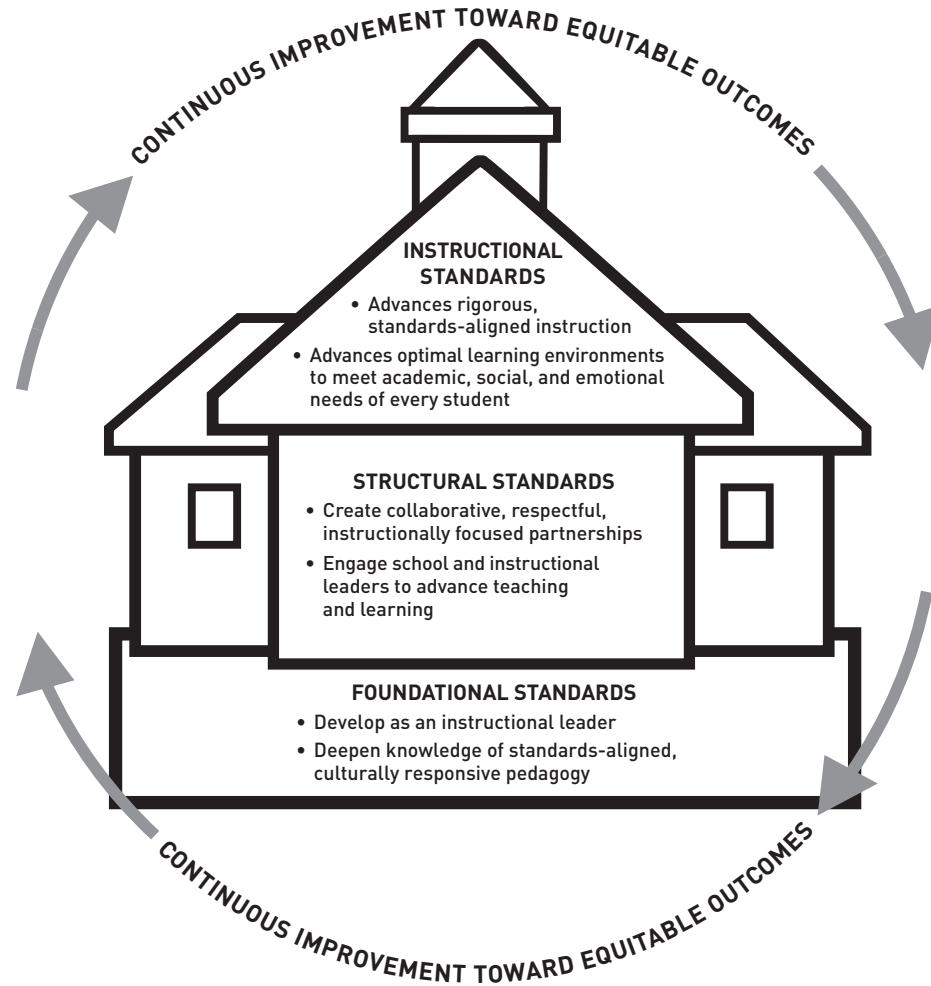 CONTINUOUS IMPROVEMENT TOWARD EQUITABLE OUTCOMES
INSTRUCTIONAL
STANDARDS
• Advances rigorous,
standards-aligned instruction
• Advances optimal learning environments
to meet academic, social, and emotional
needs of every student
STRUCTURAL STANDARDS
• Create collaborative, respectful,
instructionally focused partnerships
• Engage school and instructional
leaders to advance teaching
and learning
FOUNDATIONAL STANDARDS
• Develop as an instructional leader
• Deepen knowledge of standards-aligned,
culturally responsive pedagogy
CONTINUOUS IMPROVEMENT TOWARD EQUITABLE OUTCOMES